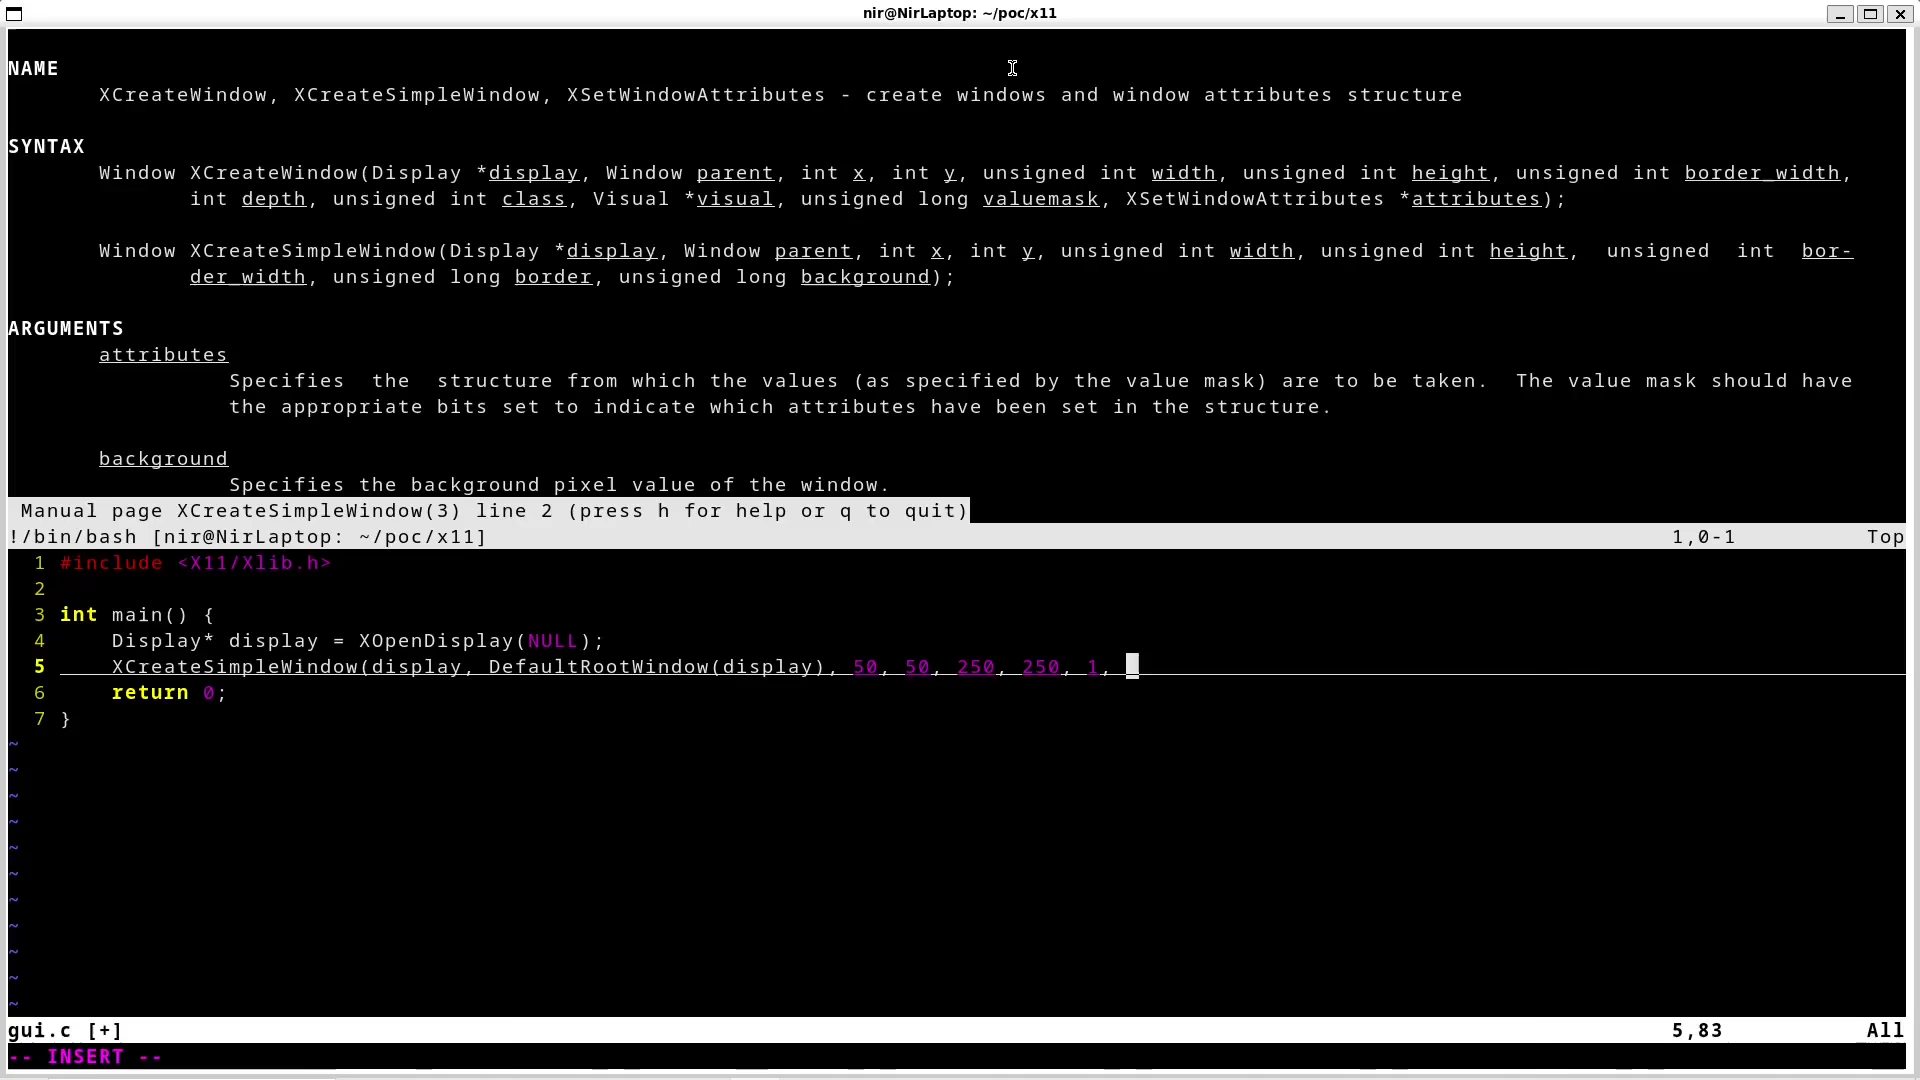 nir@NirLaptop: ~/poc/x11
NAME
XCreateWindow, XCreateSimpleWindow, XSetWindowAttributes - create windows and window attributes structure
SYNTAX
Window XCreateWindow(Display *display, Window parent, int x, int y, unsigned int width, unsigned int height, unsigned int border_width,
int depth, unsigned int class, Visual *visual, unsigned long valuemask, XSetWindowAttributes *attributes);
Window XCreateSimpleWindow(Display *display, Window parent, int x, int y, unsigned int width, unsigned int height, unsigned int bor-
der_width, unsigned long border, unsigned long background);
ARGUMENTS
attributes
Specifies the structure from which the values (as specified by the value mask) are to be taken. The value mask should have
the appropriate bits set to indicate which attributes have been set in the structure.
background
Specifies the background pixel value of the window.
Manual page XCreateSimpleWindow(3) line 2 (press h for help or q to quit)
!/bin/bash [nir@NirLaptop: ~/poc/x11] 1,0-1 Top
1 #include <X11/Xlib.h>
2
3 int main() {
4 Display* display = XOpenDisplay(NULL);
5 XCreateSimpleWindow(display, DefaultRootWindow(display), 50, 50, 250, 250, 1,
6 return 0;
7 }
~
~
~
~
~
~
~
~
~
~
~
gui.c [+] 5,83 All
-- INSERT --